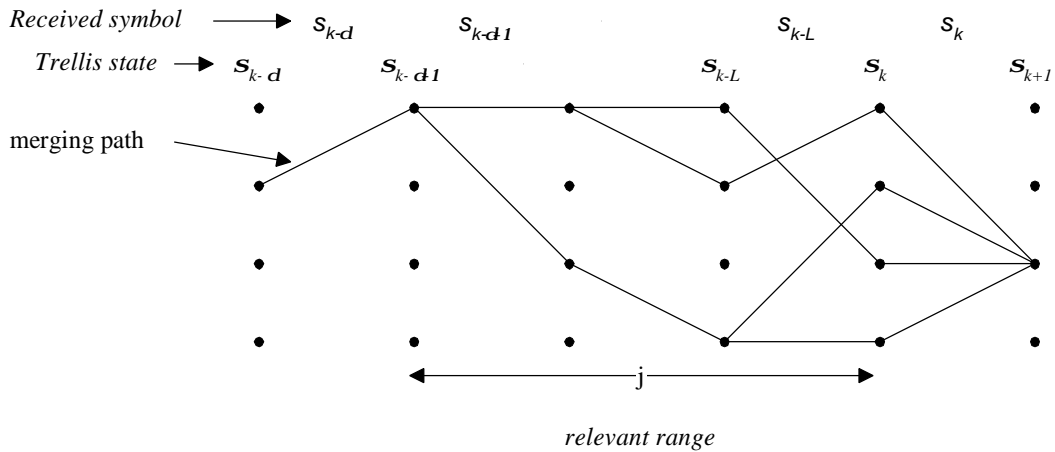 Received symbol s_{k-d} s_{k-d+1} s_{k-L} s_k
Trellis state s_{k-d} s_{k-d+1} s_{k-L} s_k s_{k+1}
merging path
j
relevant range